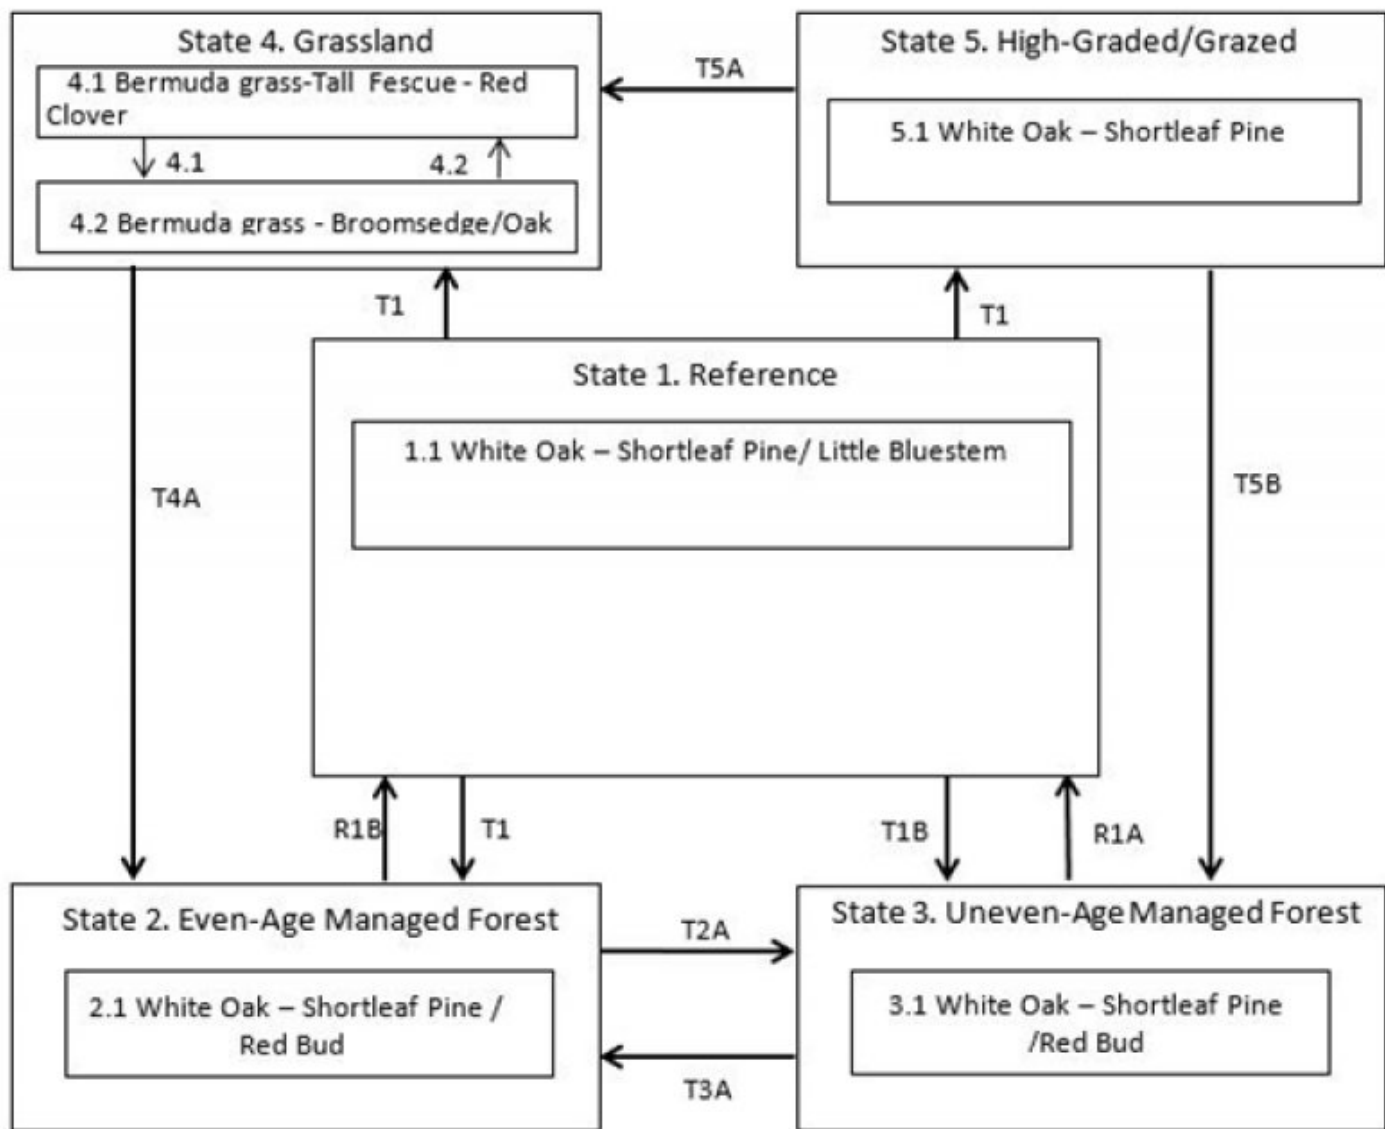 State 4. Grassland
4.1 Bermuda grass-Tall Fescue - Red
Clover
4.1
4.2
4.2 Bermuda grass - Broomsedge/Oak
T5A
State 5. High-Graded/Grazed
5.1 White Oak – Shortleaf Pine
T1
T1
State 1. Reference
1.1 White Oak – Shortleaf Pine/ Little Bluestem
T4A
T5B
R1B
T1
T1B
R1A
State 2. Even-Age Managed Forest
2.1 White Oak – Shortleaf Pine /
Red Bud
T2A
T3A
State 3. Uneven-Age Managed Forest
3.1 White Oak – Shortleaf Pine
/Red Bud